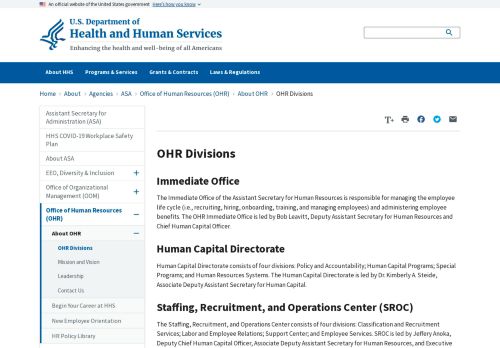 An official website of the United States government Here's how you know
U.S. Department of
Health and Human Services
Enhancing the health and well-being of all Americans
About HHS Programs & Services Grants & Contracts Laws & Regulations
Home › About › Agencies › ASA › Office of Human Resources (OHR) › About OHR › OHR Divisions
Assistant Secretary for
Administration (ASA)
HHS COVID-19 Workplace Safety
Plan
About ASA
EEO, Diversity & Inclusion
Office of Organizational
Management (OOM)
Office of Human Resources
(OHR)
About OHR
OHR Divisions
Mission and Vision
Leadership
Contact Us
Begin Your Career at HHS
New Employee Orientation
HR Policy Library
T+
OHR Divisions
Immediate Office
The Immediate Office of the Assistant Secretary for Human Resources is responsible for managing the employee
life cycle (i.e., recruiting, hiring, onboarding, training, and managing employees) and administering employee
benefits. The OHR Immediate Office is led by Bob Leavitt, Deputy Assistant Secretary for Human Resources and
Chief Human Capital Officer
Human Capital Directorate
Human Capital Directorate consists of four divisions: Policy and Accountability; Human Capital Programs; Special
Programs; and Human Resources Systems. The Human Capital Directorate is led by Dr. Kimberly A. Steide,
Associate Deputy Assistant Secretary for Human Capital.
Staffing, Recruitment, and Operations Center (SROC)
The Staffing, Recruitment, and Operations Center consists of four divisions: Classification and Recruitment
Services; Labor and Employee Relations; Support Center; and Employee Services. SROC is led by Jeffery Anoka,
Deputy Chief Human Capital Officer, Associate Deputy Assistant Secretary for Human Resources, and Executive